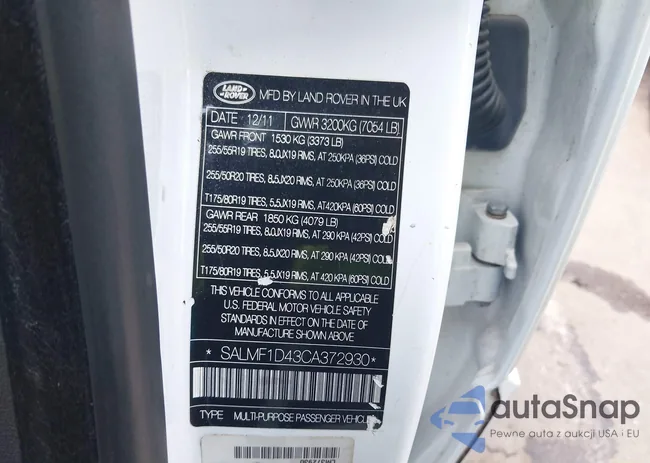 LAND ROVER
MFD BY LAND ROVER IN THE UK
DATE 12/11 GVWR 3200KG (7054 LB)
GAWR FRONT 1530 KG (3373 LB)
255/55R19 TIRES, 8.0JX19 RIMS, AT 250KPA (36PSI) COLD
255/50R20 TIRES, 8.5JX20 RIMS, AT 250KPA (36PSI) COLD
T175/80R19 TIRES, 5.5JX19 RIMS, AT 420KPA (60PSI) COLD
GAWR REAR 1850 KG (4079 LB)
255/55R19 TIRES, 8.0JX19 RIMS, AT 290 KPA (42PSI) COLD
255/50R20 TIRES, 8.5JX20 RIMS, AT 290 KPA (42PSI) COLD
T175/80R19 TIRES, 5.5JX19 RIMS, AT 420 KPA (60PSI) COLD
THIS VEHICLE CONFORMS TO ALL APPLICABLE
U.S. FEDERAL MOTOR VEHICLE SAFETY
STANDARDS IN EFFECT ON THE DATE OF
MANUFACTURE SHOWN ABOVE
* SALMF1D43CA372930 *
TYPE MULTI-PURPOSE PASSENGER VEHICLE
autaSnap
Pewne auta z aukcji USA i EU